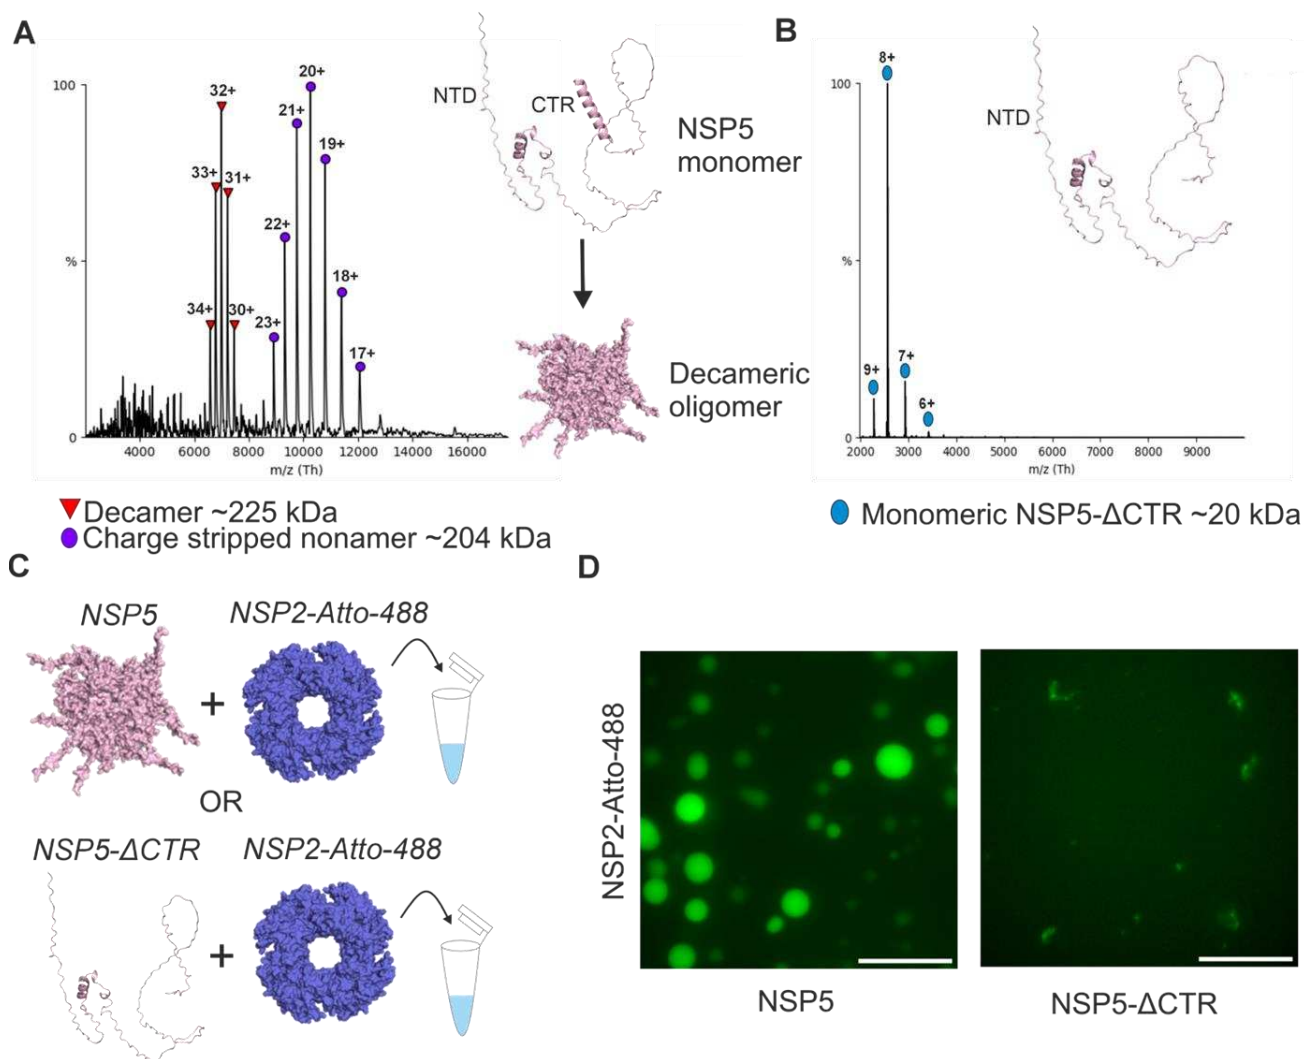 A
100
%
0
34+
33+
32+
31+
30+
23+
22+
21+
20+
19+
18+
17+
4000 6000 8000 10000 12000 14000 16000
m/z (Th)
NTD
CTR
NSP5
monomer
Decameric
oligomer
Decamer ~225 kDa
Charge stripped nonamer ~204 kDa
B
100
%
0
9+
8+
7+
6+
2000 3000 4000 5000 6000 7000 8000 9000
m/z (Th)
NTD
Monomeric NSP5-ΔCTR ~20 kDa
C
NSP5 NSP2-Atto-488
+
OR
NSP5-ΔCTR NSP2-Atto-488
+
D
NSP2-Atto-488
NSP5 NSP5-ΔCTR